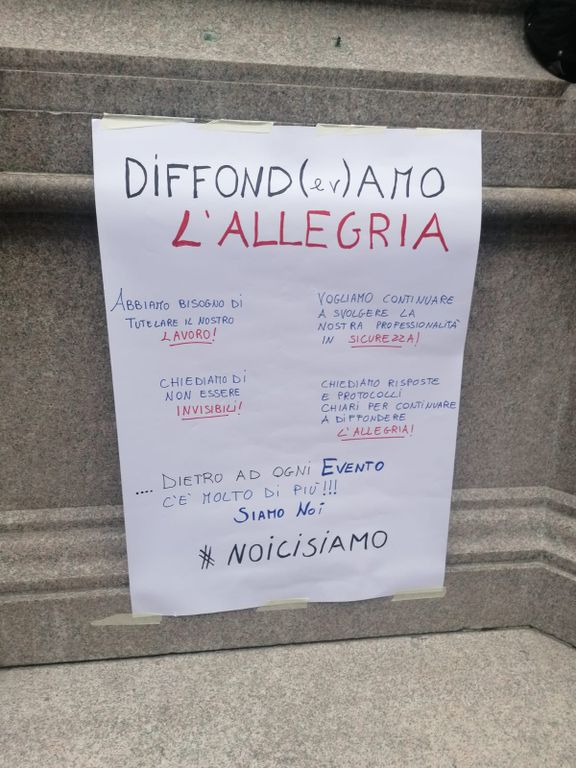 DIFFOND(ev)AMO
L'ALLEGRIA
ABBIAMO BISOGNO DI
TUTELARE IL NOSTRO
LAVORO!
VOGLIAMO CONTINUARE
A SVOLGERE LA
NOSTRA PROFESSIONALITÀ
IN SICUREZZA!
CHIEDIAMO DI
NON ESSERE
INVISIBILI!
CHIEDIAMO RISPOSTE
E PROTOCOLLI
CHIARI PER CONTINUARE
A DIFFONDERE
L'ALLEGRIA!
.... DIETRO AD OGNI EVENTO
C'È MOLTO DI PIÙ!!!
SIAMO NOI
# NOICISIAMO